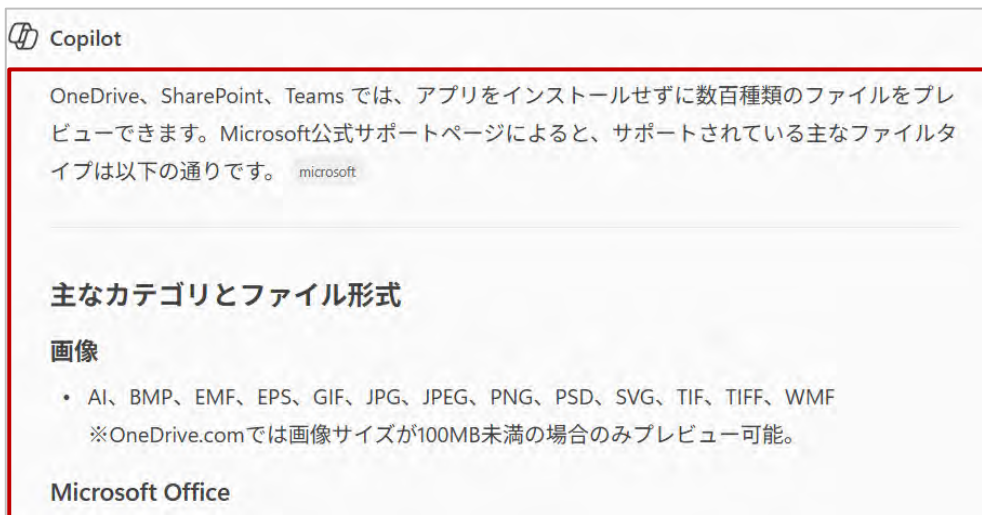 Copilot
OneDrive、SharePoint、Teams では、アプリをインストールせずに数百種類のファイルをプレ
ビューできます。Microsoft公式サポートページによると、サポートされている主なファイルタ
イプは以下の通りです。 microsoft
主なカテゴリとファイル形式
画像
• AI、BMP、EMF、EPS、GIF、JPG、JPEG、PNG、PSD、SVG、TIF、TIFF、WMF
※OneDrive.comでは画像サイズが100MB未満の場合のみプレビュー可能。
Microsoft Office